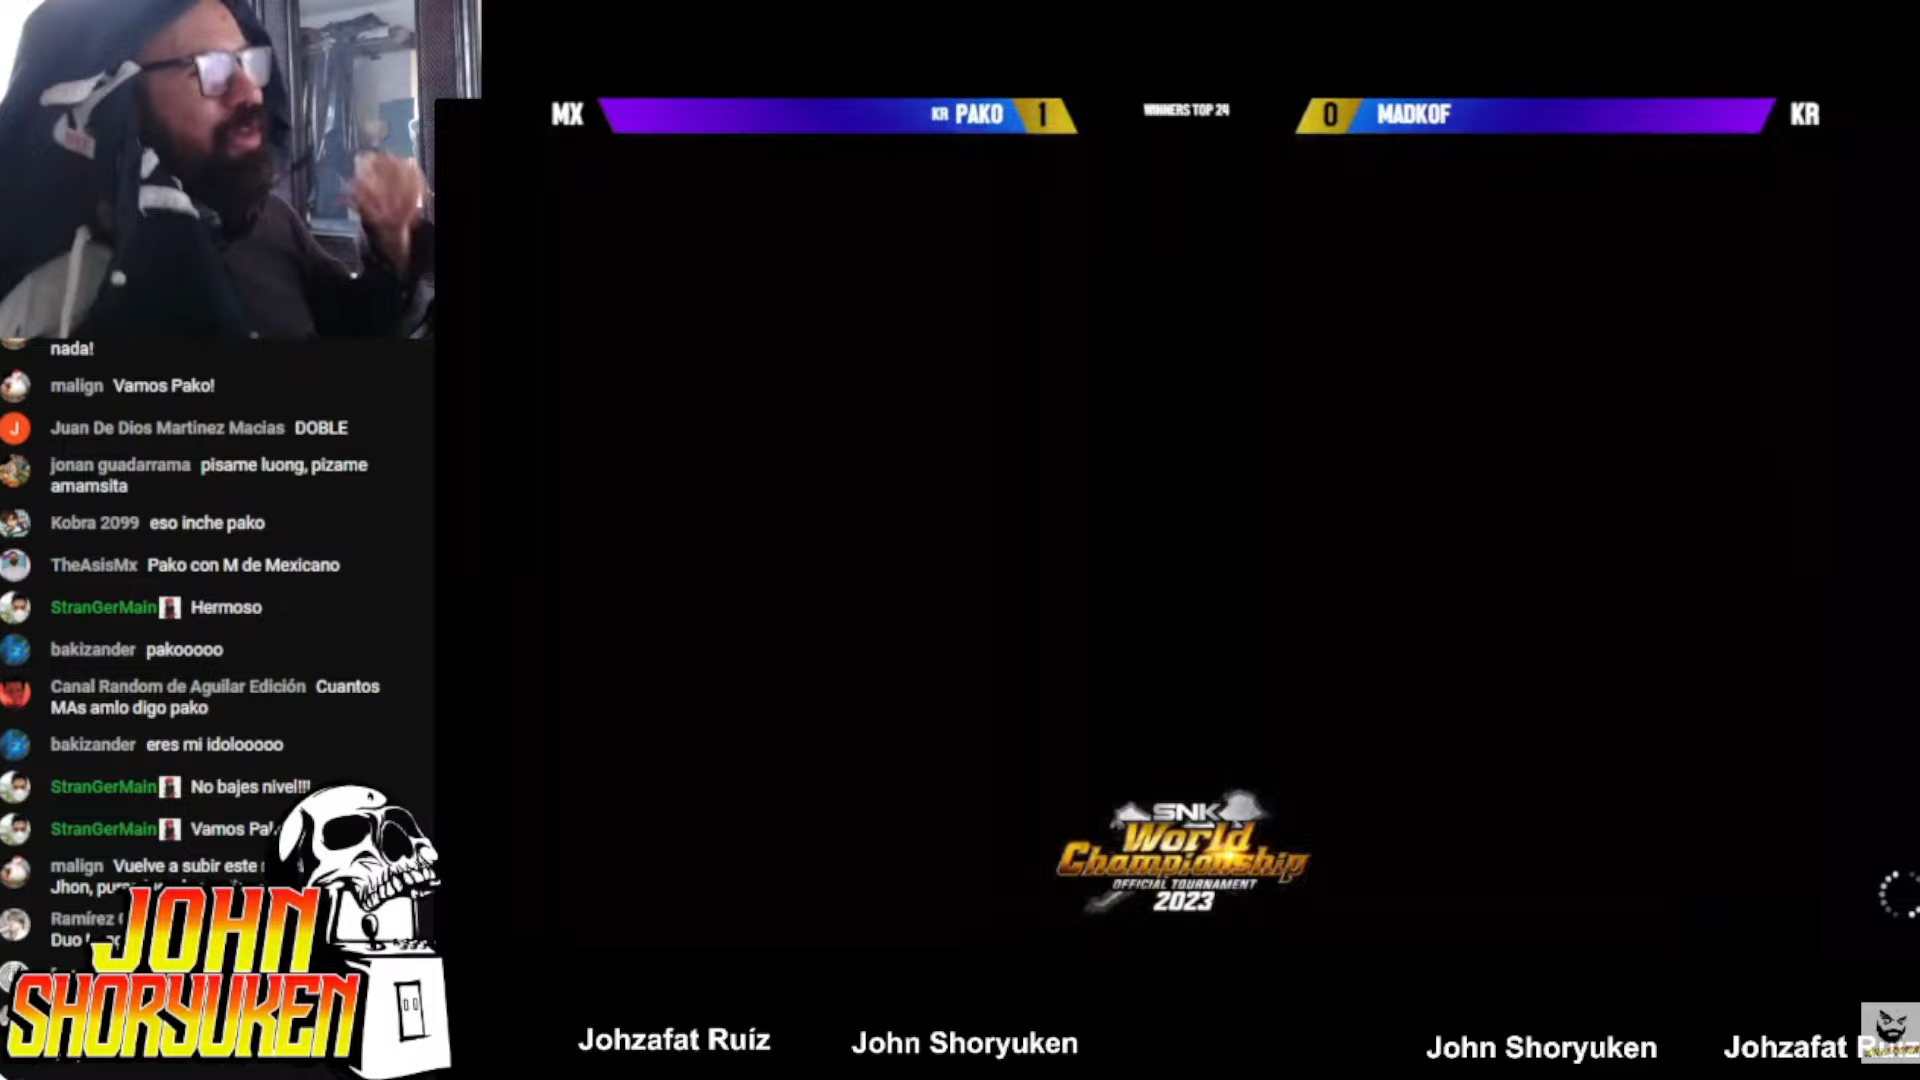 MX
KR PAKO 1
WINNERS TOP 24
0 MADKOF
KR
nada!
malign Vamos Pako!
J Juan De Dios Martinez Macias DOBLE
jonan guadarrama pisame luong, pizame
amamsita
Kobra 2099 eso inche pako
TheAsisMx Pako con M de Mexicano
StranGerMain Hermoso
bakizander pakooooo
Canal Random de Aguilar Edición Cuantos
MAs amlo digo pako
bakizander eres mi idolooooo
StranGerMain No bajes nivel!!!
StranGerMain Vamos
malign Vuelve a subir este
Jhon,
Ramírez
Duo
JOHN
SHORYUKEN
SNK
World
Championship
OFFICIAL TOURNAMENT
2023
Johzafat Ruíz John Shoryuken John Shoryuken Johzafat Ruiz